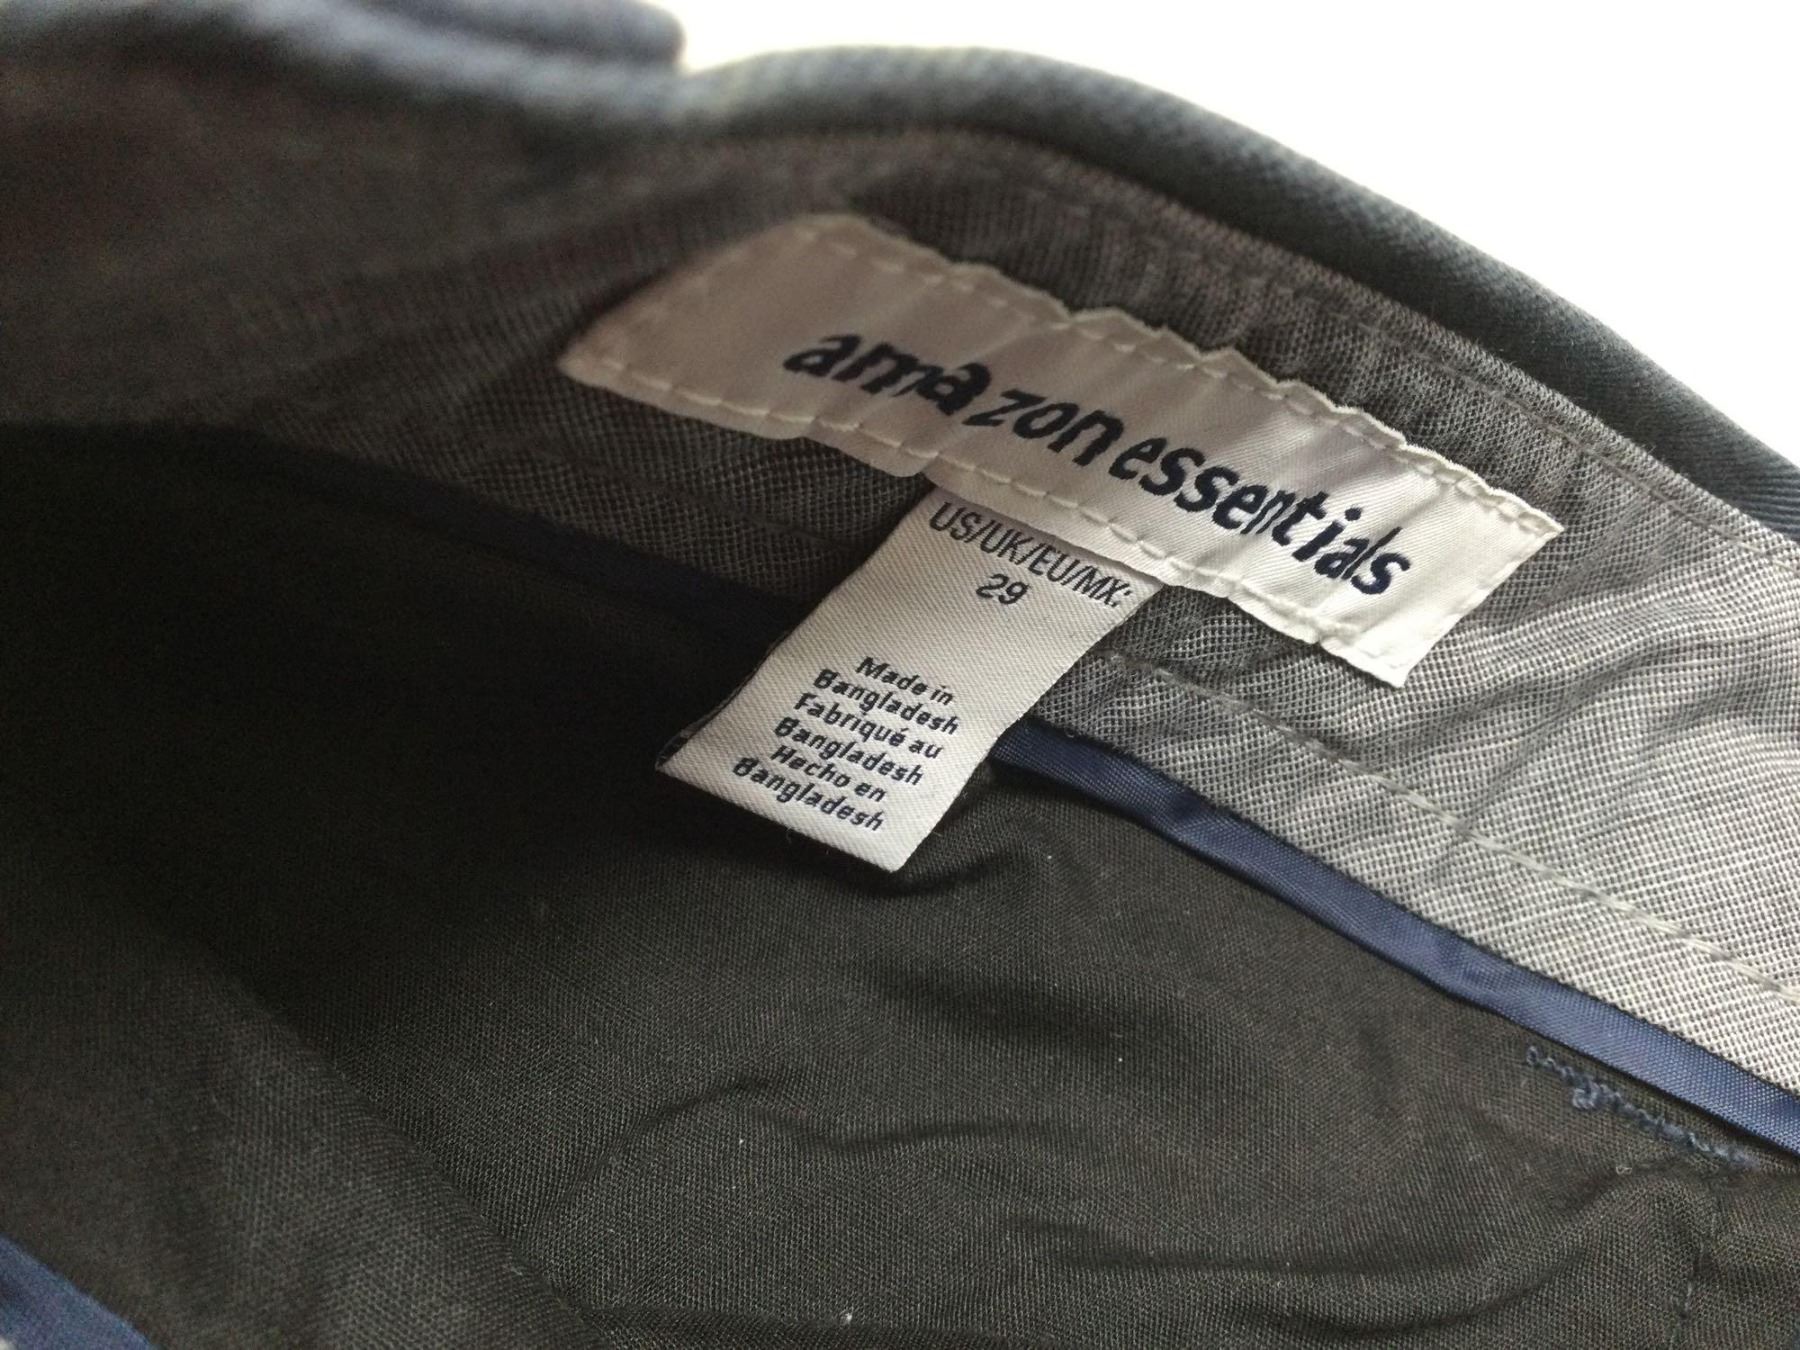 amazon essentials
US/UK/EU/MX:
29
Made in
Bangladesh
Fabriqué au
Bangladesh
Hecho en
Bangladesh